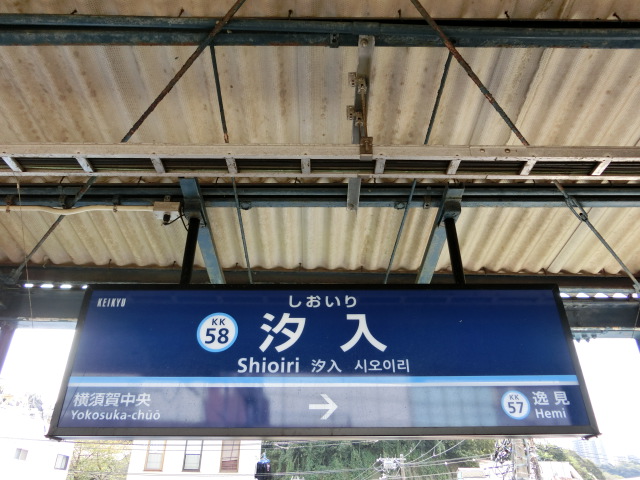 KEIKYU
しおいり
KK
58
汐 入
Shioiri 汐入 시오이리
横須賀中央
Yokosuka-chūō
→
KK
57
逸見
Hemi